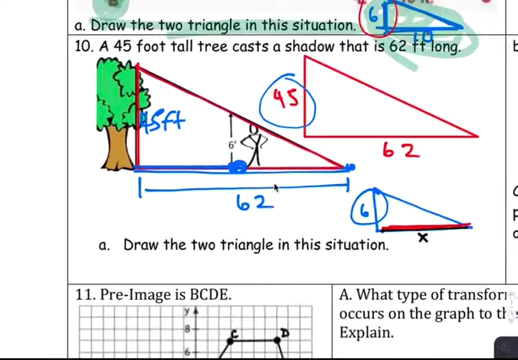 a. Draw the two triangle in this situation.
6
10
10. A 45 foot tall tree casts a shadow that is 62 ft long.
45ft
6'
62
45
62
6
x
a. Draw the two triangle in this situation.
11. Pre-Image is BCDE.
y
8
6
C
D
A. What type of transfor
occurs on the graph to th
Explain.